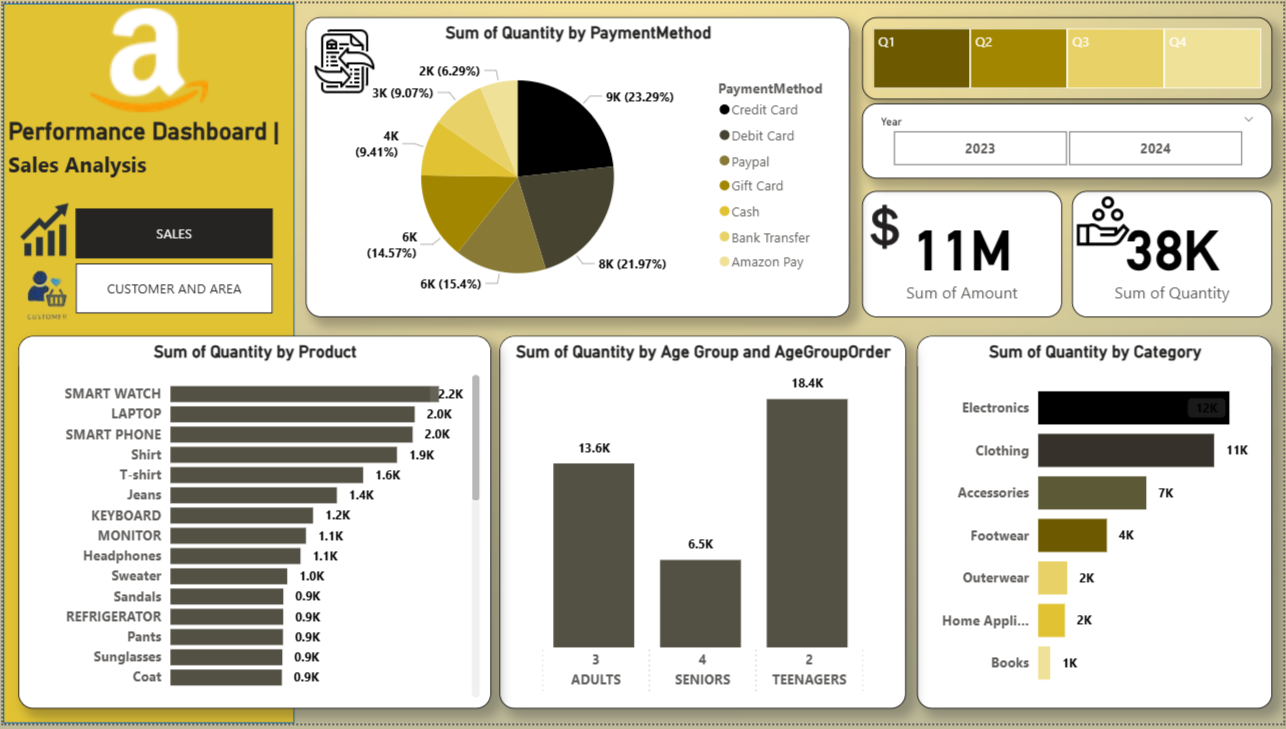 a
Performance Dashboard |
Sales Analysis
SALES
CUSTOMER AND AREA
CUSTOMER
Sum of Quantity by PaymentMethod
2K (6.29%)
3K (9.07%)
4K
(9.41%)
6K
(14.57%)
6K (15.4%)
8K (21.97%)
9K (23.29%)
PaymentMethod
Credit Card
Debit Card
Paypal
Gift Card
Cash
Bank Transfer
Amazon Pay
Q1 Q2 Q3 Q4
Year
2023 2024
$ 11M
Sum of Amount
38K
Sum of Quantity
Sum of Quantity by Product
SMART WATCH 2.2K
LAPTOP 2.0K
SMART PHONE 2.0K
Shirt 1.9K
T-shirt 1.6K
Jeans 1.4K
KEYBOARD 1.2K
MONITOR 1.1K
Headphones 1.1K
Sweater 1.0K
Sandals 0.9K
REFRIGERATOR 0.9K
Pants 0.9K
Sunglasses 0.9K
Coat 0.9K
Sum of Quantity by Age Group and AgeGroupOrder
13.6K 6.5K 18.4K
3 4 2
ADULTS SENIORS TEENAGERS
Sum of Quantity by Category
Electronics 12K
Clothing 11K
Accessories 7K
Footwear 4K
Outerwear 2K
Home Appli... 2K
Books 1K